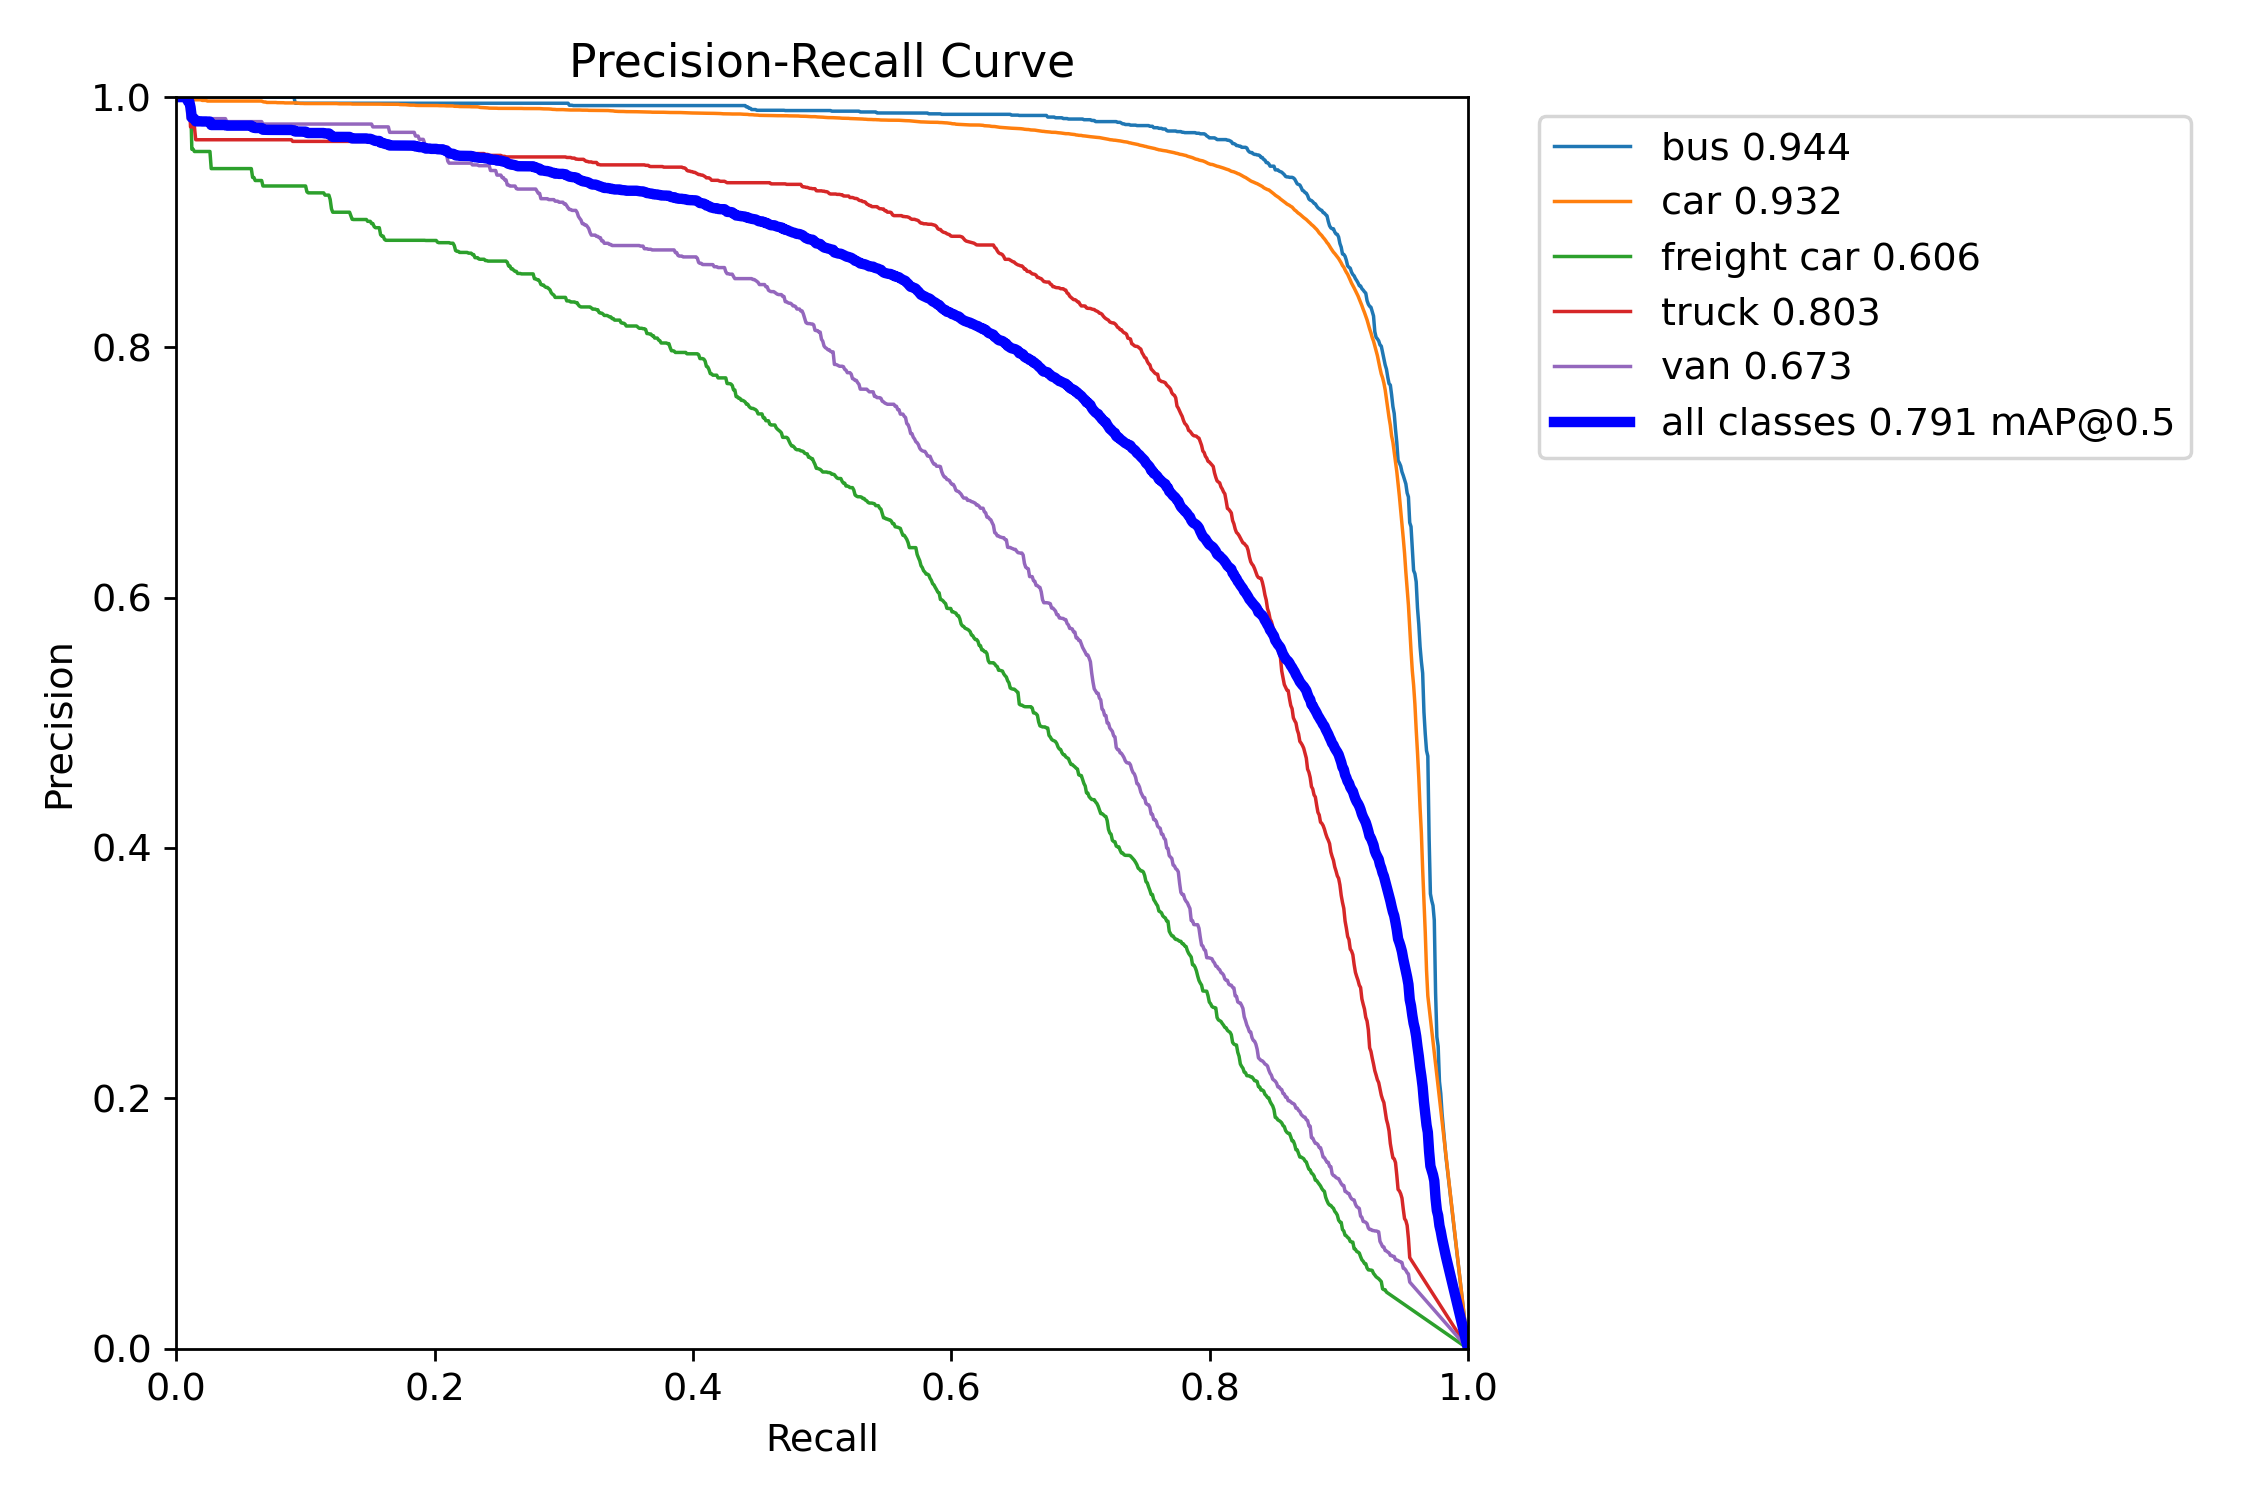 Precision-Recall Curve
1.0
0.8
0.6
0.4
0.2
0.0
Precision
0.0 0.2 0.4 0.6 0.8 1.0
Recall
bus 0.944
car 0.932
freight car 0.606
truck 0.803
van 0.673
all classes 0.791 mAP@0.5